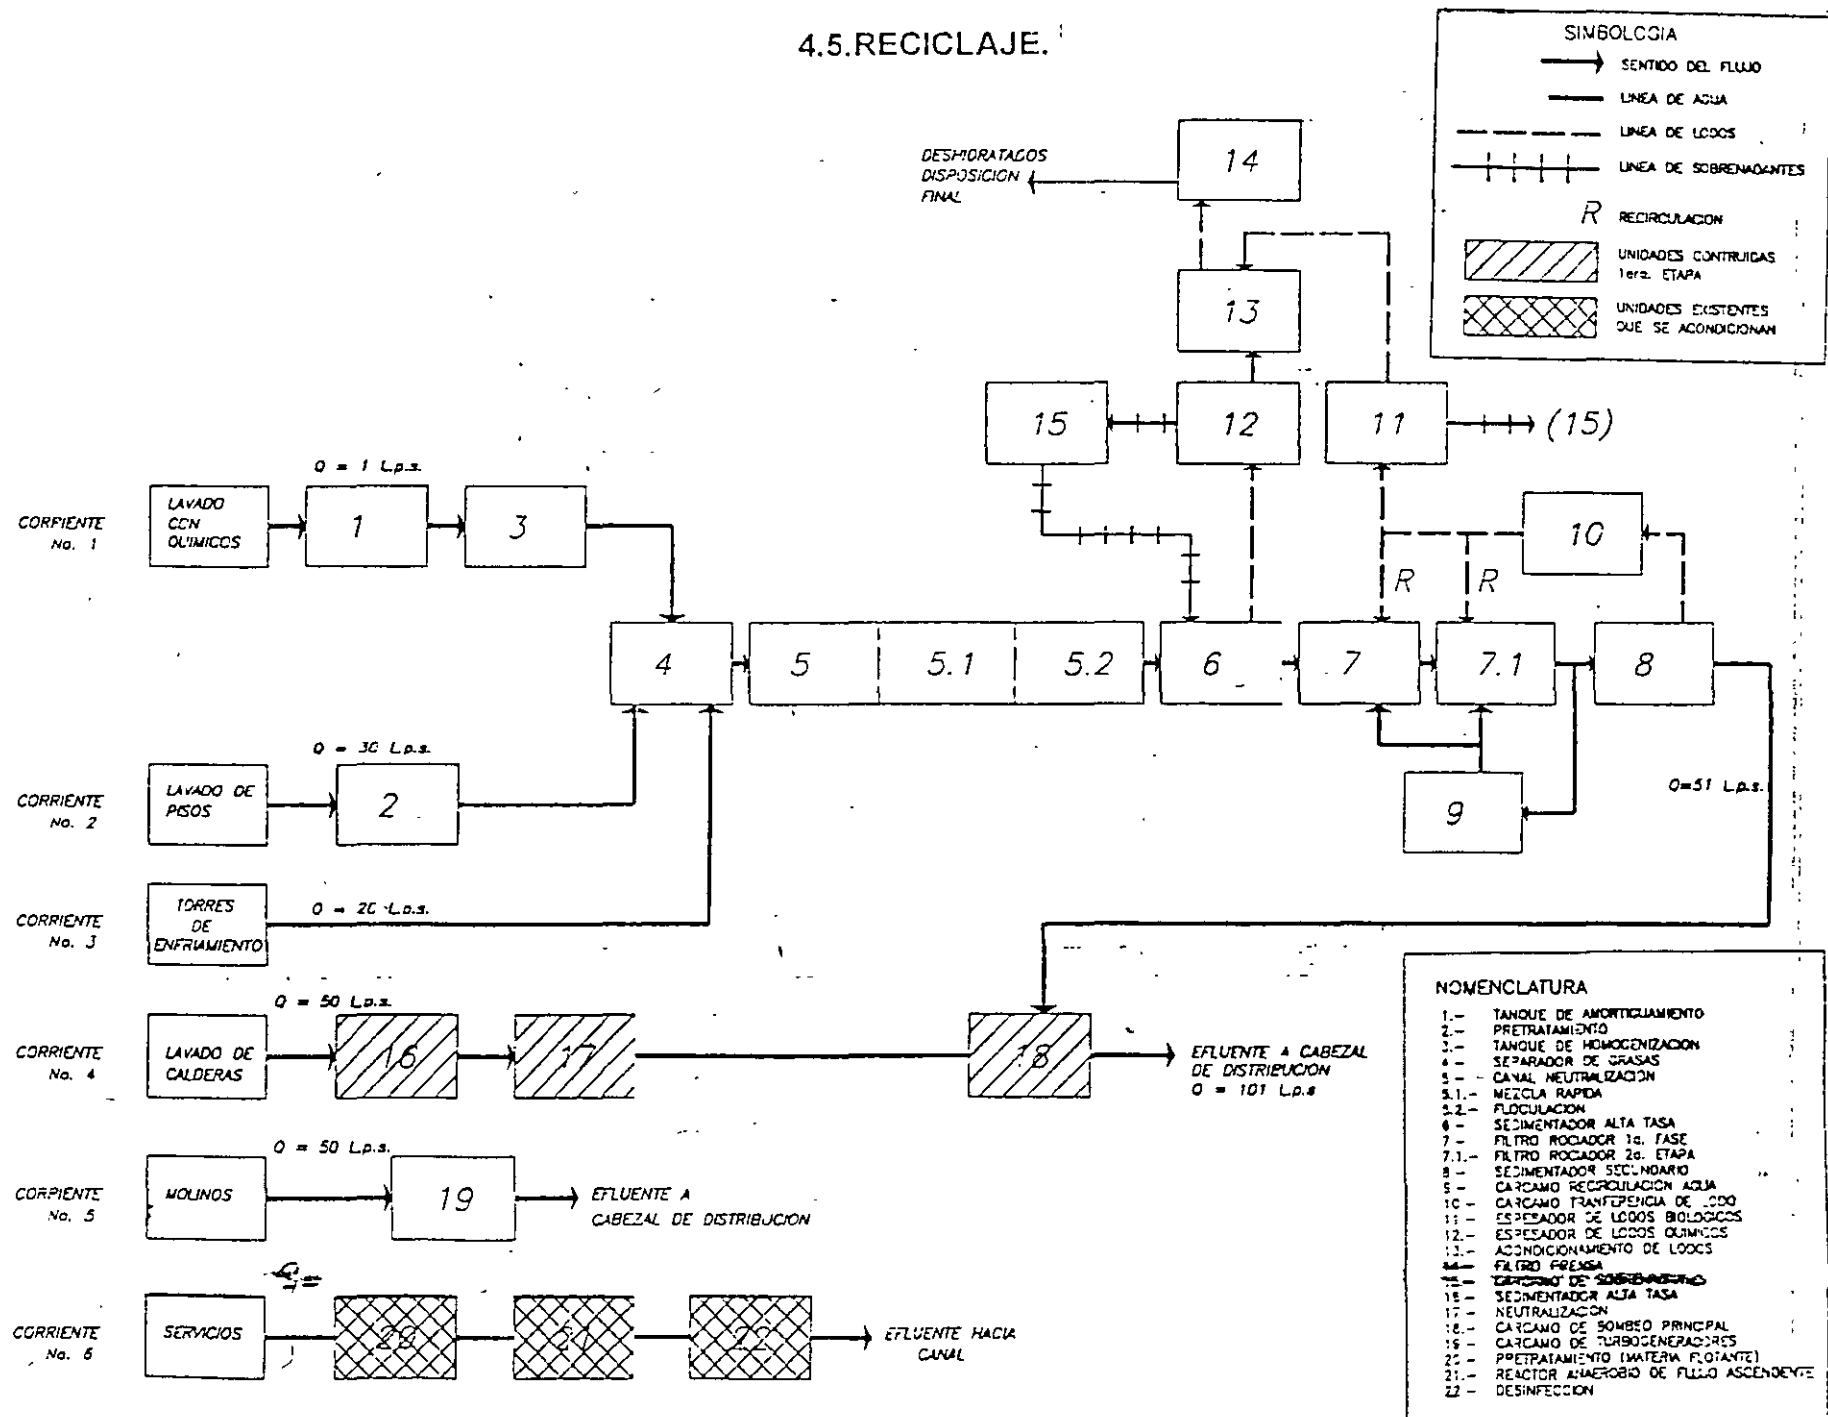 4.5.RECICLAJE.
SIMBOLOGIA
SENTIDO DEL FLUJO
LINEA DE AGUA
LINEA DE LODOS
LINEA DE SOBRENADANTES
R RECIRCULACION
UNIDADES CONTRUIDAS
1era. ETAPA
UNIDADES EXISTENTES
QUE SE ACONDICIONAN
DESHIDRATADOS
DISPOSICION
FINAL
14
13
15
12
11
(15)
10
R
R
CORRIENTE
No. 1
LAVADO
CON
QUIMICOS
Q = 1 L.p.s.
1
3
4
5
5.1
5.2
6
7
7.1
8
9
Q=51 L.p.s.
CORRIENTE
No. 2
LAVADO DE
PISOS
Q = 30 L.p.s.
2
CORRIENTE
No. 3
TORRES
DE
ENFRIAMIENTO
Q = 20 L.p.s.
CORRIENTE
No. 4
LAVADO DE
CALDERAS
Q = 50 L.p.s.
16
17
18
EFLUENTE A CABEZAL
DE DISTRIBUCION
Q = 101 L.p.s
CORRIENTE
No. 5
MOLINOS
Q = 50 L.p.s.
19
EFLUENTE A
CABEZAL DE DISTRIBUCION
CORRIENTE
No. 6
SERVICIOS
20
21
22
EFLUENTE HACIA
CANAL
NOMENCLATURA
1.- TANQUE DE AMORTIGUAMIENTO
2.- PRETRATAMIENTO
3.- TANQUE DE HOMOGENIZACION
4 - SEPARADOR DE GRASAS
5 - CANAL NEUTRALIZACION
5.1.- MEZCLA RAPIDA
5.2.- FLOCULACION
6 - SEDIMENTADOR ALTA TASA
7 - FILTRO ROCIADOR 1a. FASE
7.1.- FILTRO ROCIADOR 2a. ETAPA
8 - SEDIMENTADOR SECUNDARIO
9 - CARCAMO RECIRCULACION AGUA
10 - CARCAMO TRANFERENCIA DE LODO
11 - ESPESADOR DE LODOS BIOLOGICOS
12.- ESPESADOR DE LODOS QUIMICOS
13.- ACONDICIONAMIENTO DE LODOS
14 - FILTRO PRENSA
15 - CARCAMO DE
16 - SEDIMENTADOR ALTA TASA
17 - NEUTRALIZACION
18.- CARCAMO DE BOMBEO PRINCIPAL
19 - CARCAMO DE TURBOGENERADORES
20 - PRETRATAMIENTO (MATERIA FLOTANTE)
21.- REACTOR ANAEROBIO DE FLUJO ASCENDENTE
22 - DESINFECCION